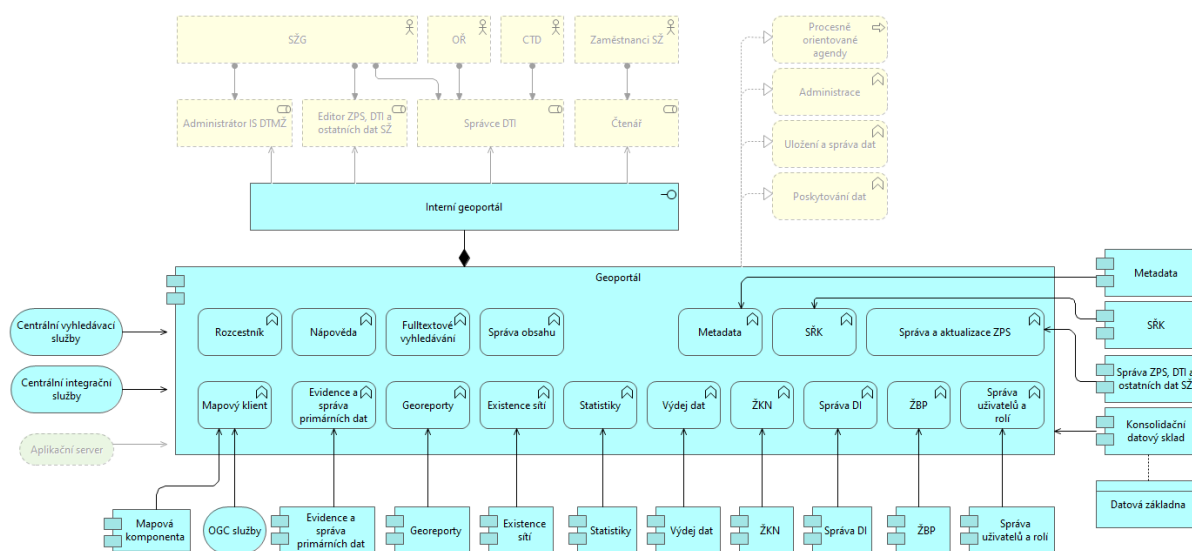 SŽG
OŘ
CTD
Zaměstnanci SŽ
Procesně
orientované
agendy
Administrátor IS DTMŽ
Editor ZPS, DTI a
ostatních dat SŽ
Správce DTI
Čtenář
Administrace
Uložení a správa dat
Poskytování dat
Interní geoportál
Geoportál
Metadata
SŘK
Správa ZPS, DTI a
ostatních dat SŽ
Konsolidační
datový sklad
Datová základna
Centrální vyhledávací
služby
Centrální integrační
služby
Aplikační server
Rozcestník
Nápověda
Fulltextové
vyhledávání
Správa obsahu
Metadata
SŘK
Správa a aktualizace ZPS
Mapový klient
Evidence a
správa
primárních dat
Georeporty
Existence sítí
Statistiky
Výdej dat
ŽKN
Správa DI
ŽBP
Správa
uživatelů a
rolí
Mapová
komponenta
OGC služby
Evidence a
správa
primárních dat
Georeporty
Existence
sítí
Statistiky
Výdej dat
ŽKN
Správa DI
ŽBP
Správa
uživatelů a rolí